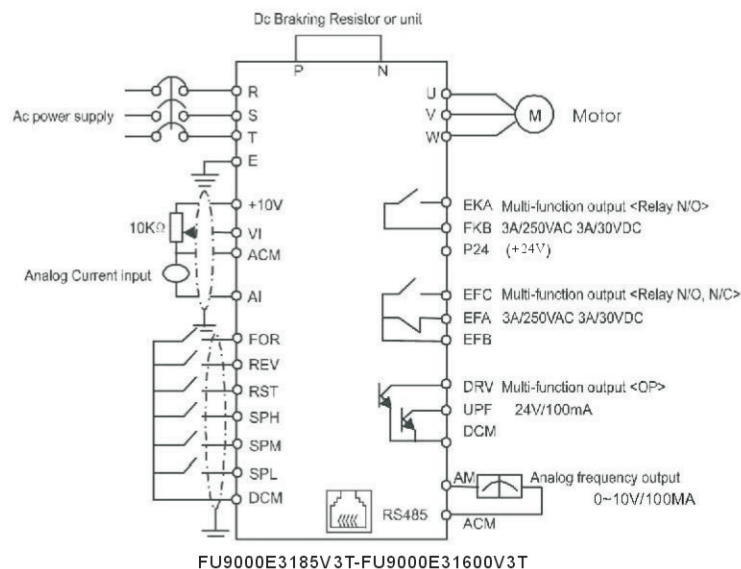 Dc Brakring Resistor or unit
P N
R
S
T
E
Ac power supply
U
V
W
M
Motor
+10V
VI
ACM
AI
10KΩ
Analog Current input
EKA Multi-function output <Relay N/O>
FKB 3A/250VAC 3A/30VDC
P24 (+24V)
EFC Multi-function output <Relay N/O, N/C>
EFA 3A/250VAC 3A/30VDC
EFB
FOR
REV
RST
SPH
SPM
SPL
DCM
DRV Multi-function output <OP>
UPF 24V/100mA
DCM
AM Analog frequency output
0~10V/100MA
RS485
ACM
FU9000E3185V3T-FU9000E31600V3T